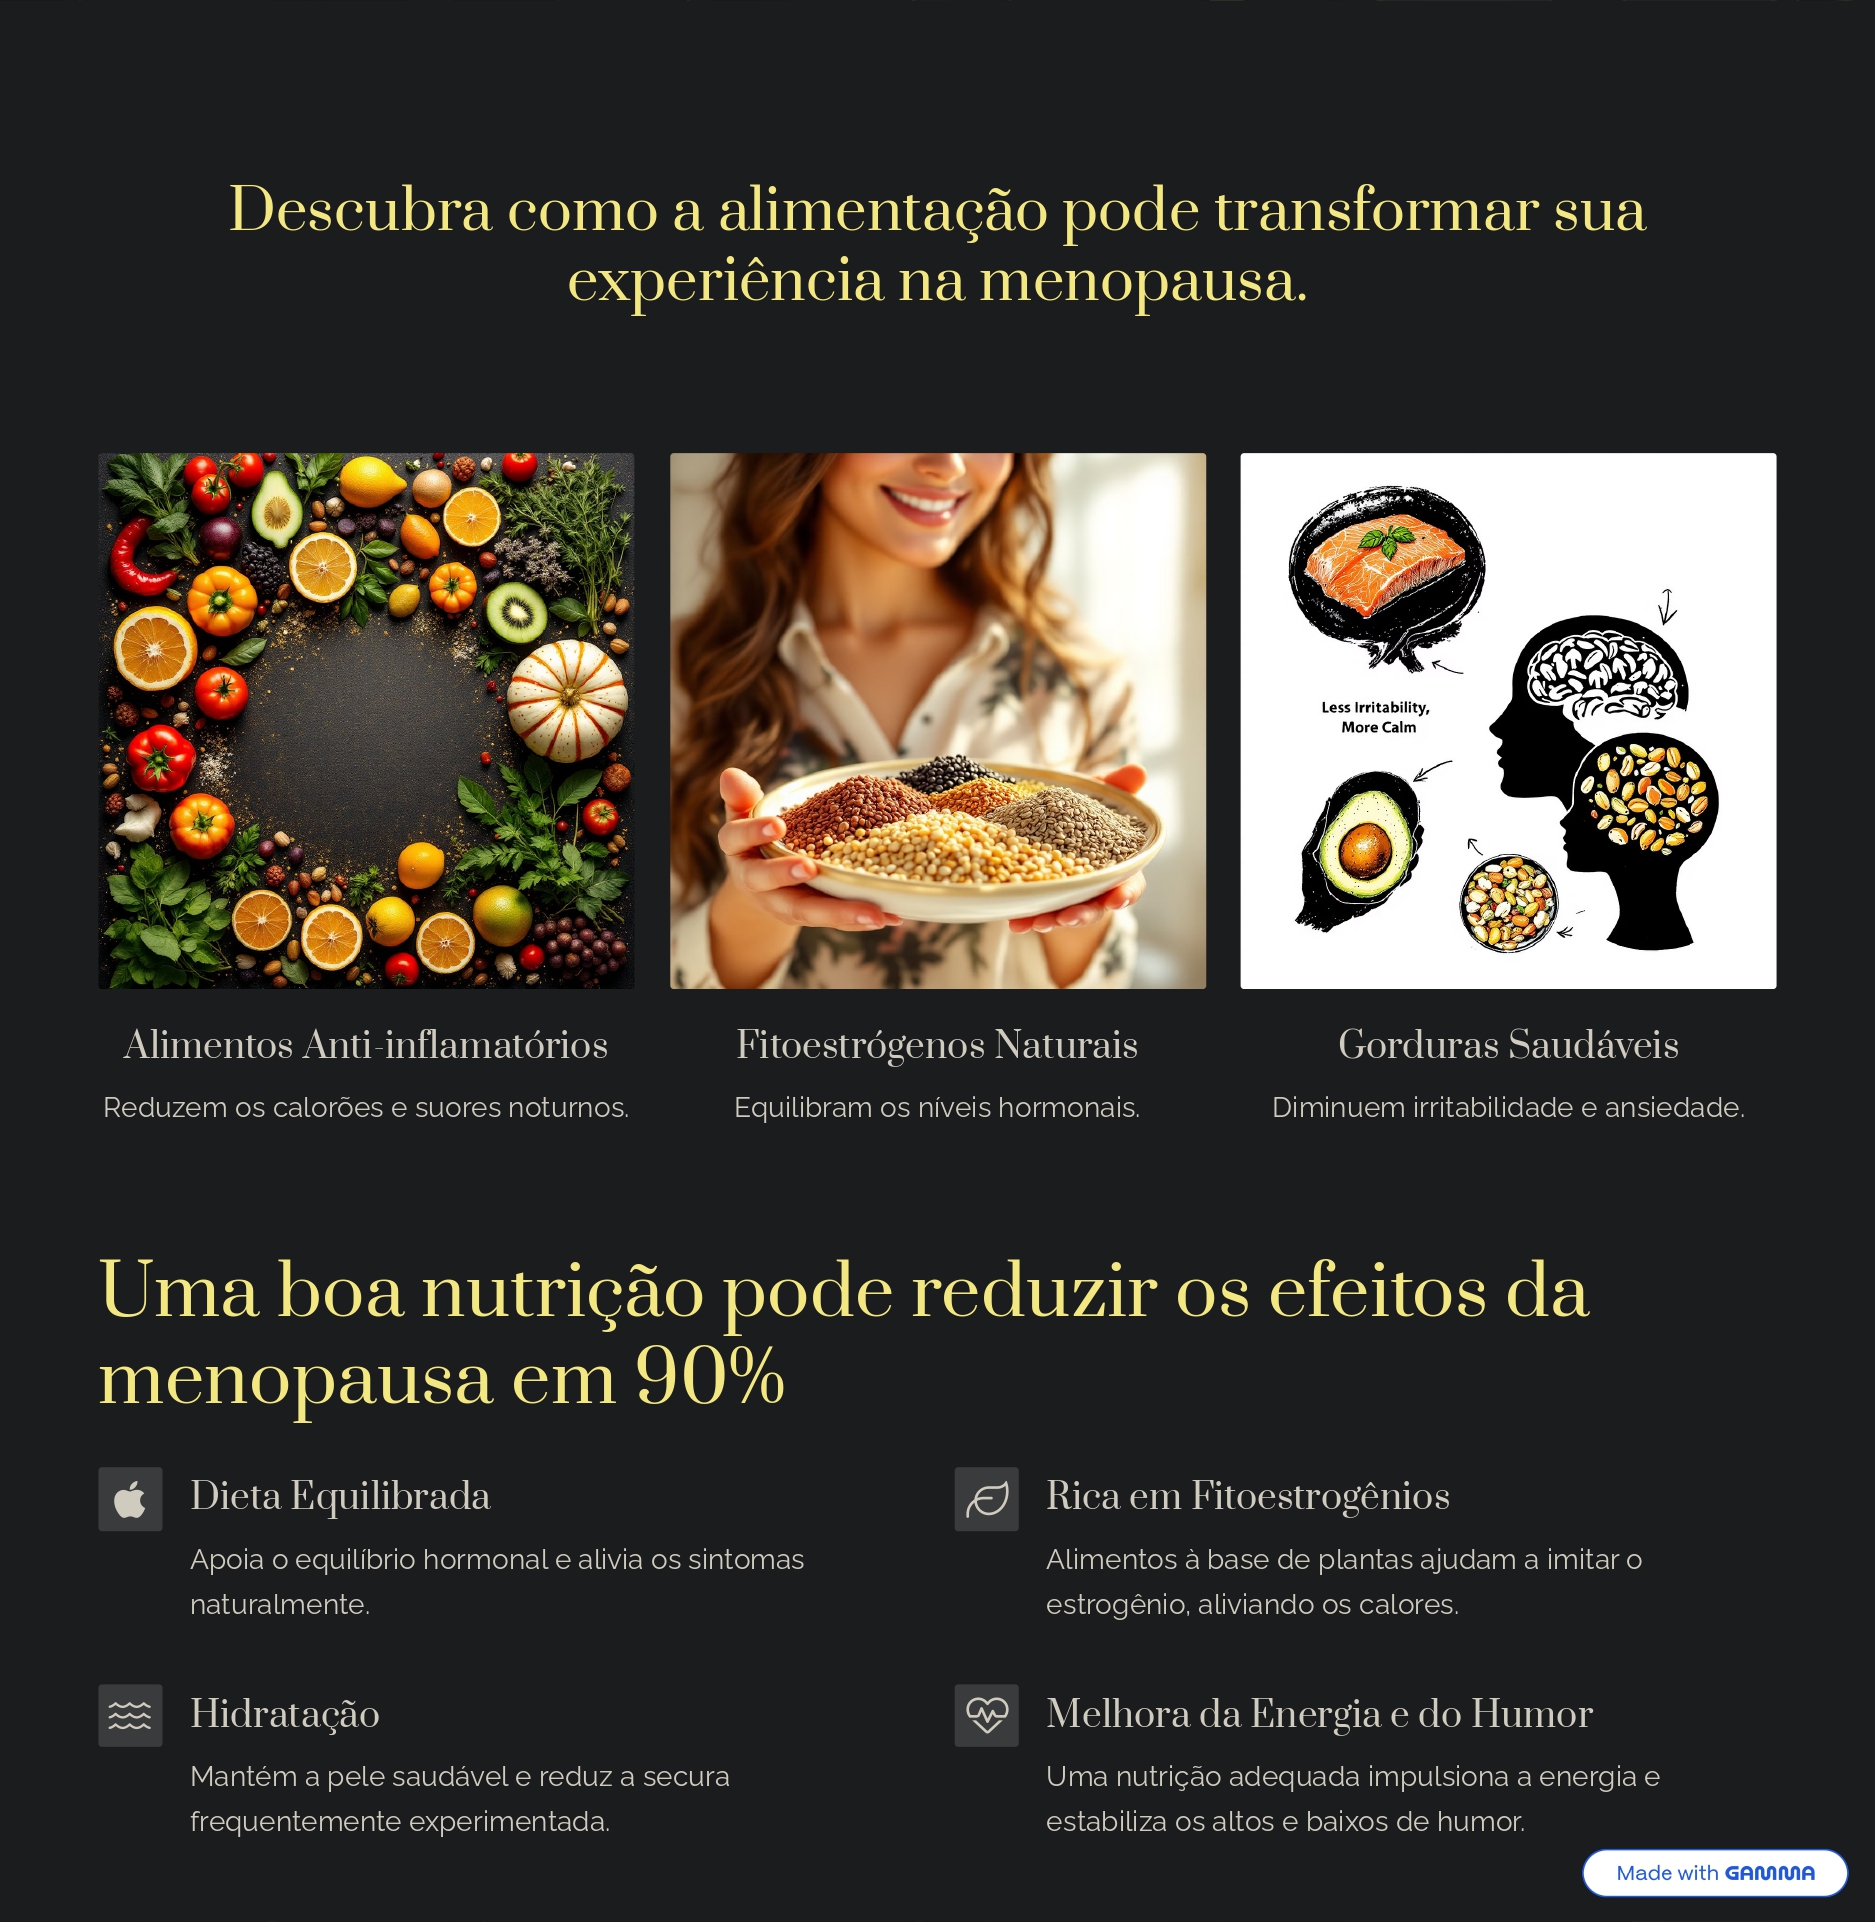 Descubra como a alimentação pode transformar sua
experiência na menopausa.
Less Irritability,
More Calm
Alimentos Anti-inflamatórios
Reduzem os calorões e suores noturnos.
Fitoestrógenos Naturais
Equilibram os níveis hormonais.
Gorduras Saudáveis
Diminuem irritabilidade e ansiedade.
Uma boa nutrição pode reduzir os efeitos da
menopausa em 90%
Dieta Equilibrada
Apoia o equilíbrio hormonal e alivia os sintomas
naturalmente.
Rica em Fitoestrogênios
Alimentos à base de plantas ajudam a imitar o
estrogênio, aliviando os calores.
Hidratação
Mantém a pele saudável e reduz a secura
frequentemente experimentada.
Melhora da Energia e do Humor
Uma nutrição adequada impulsiona a energia e
estabiliza os altos e baixos de humor.
Made with GAMMA